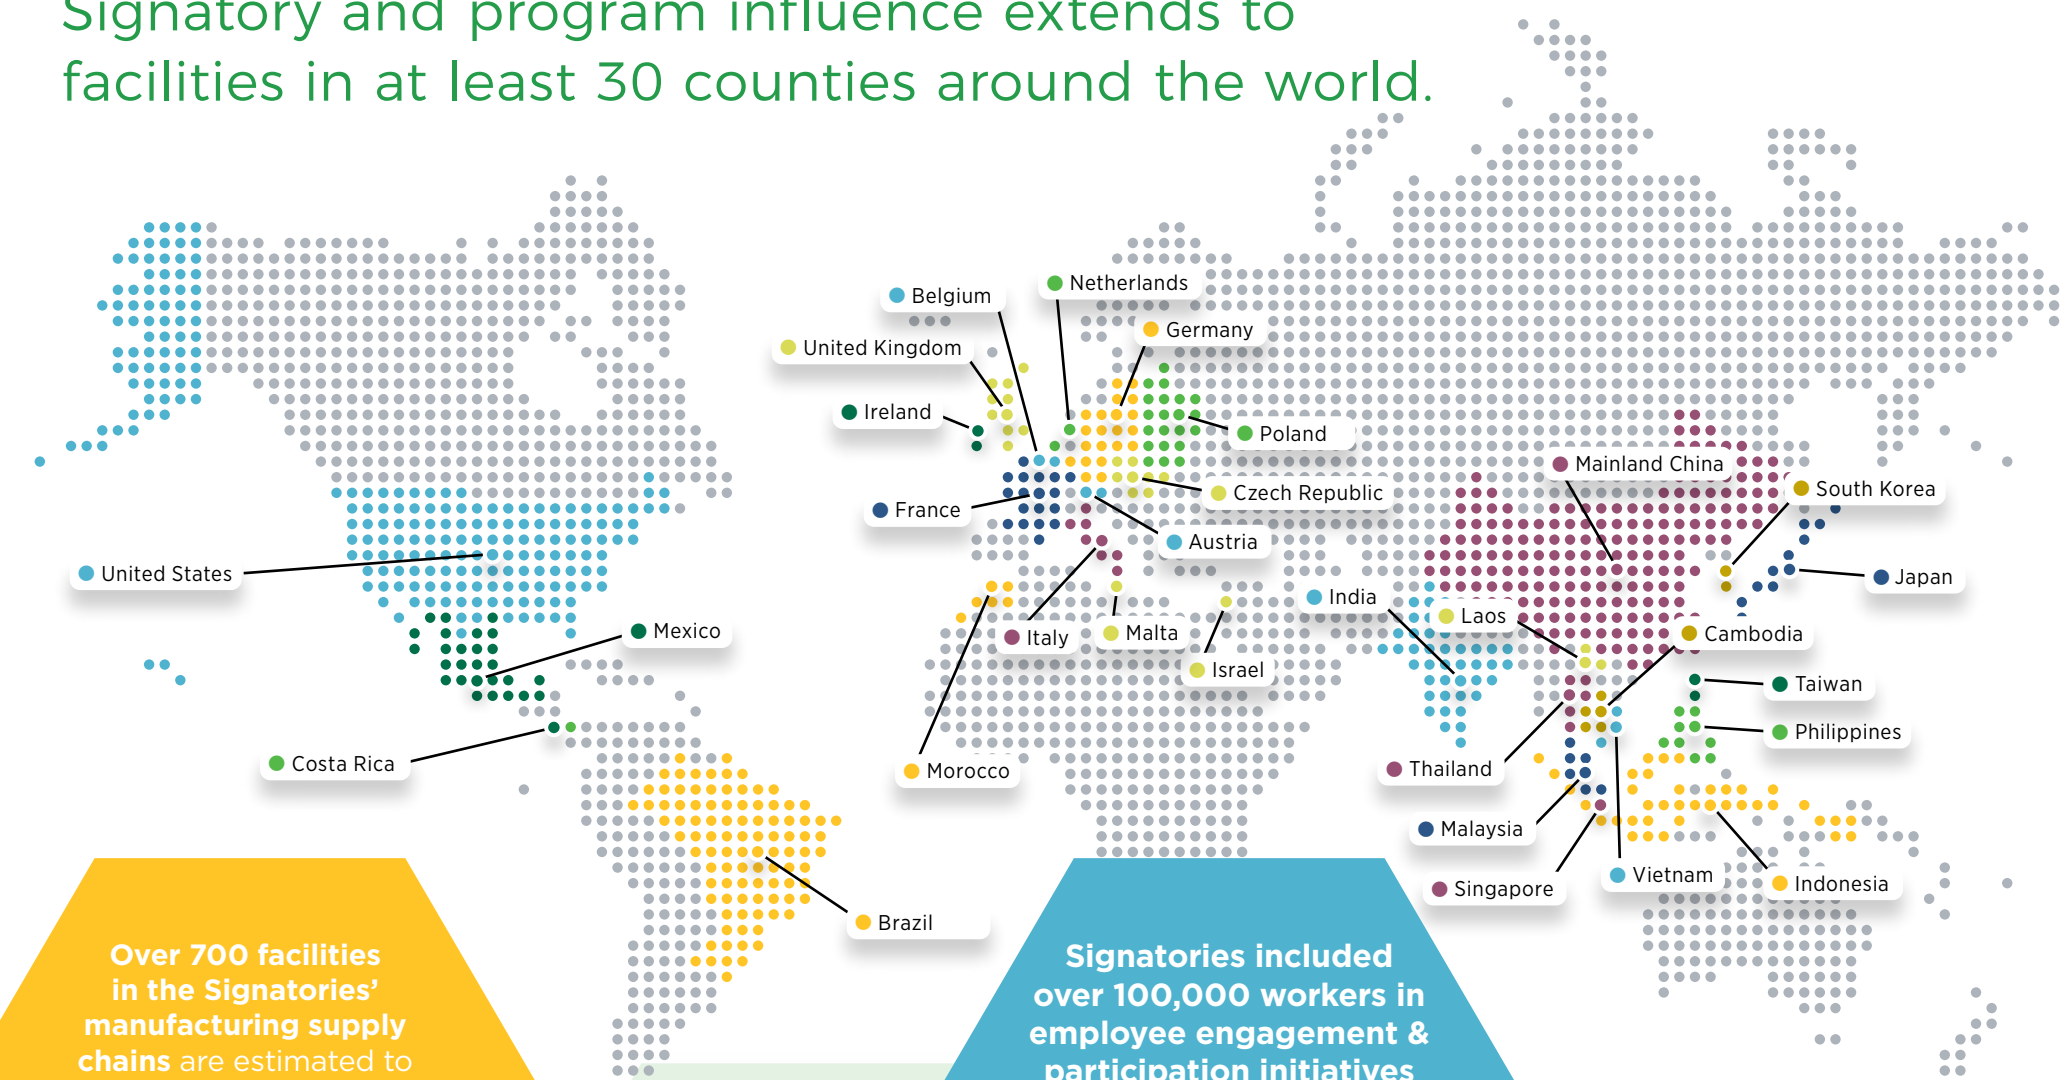 Signatory and program influence extends to
facilities in at least 30 counties around the world.
Netherlands
Belgium
Germany
United Kingdom
Ireland
Poland
Mainland China
Czech Republic
South Korea
France
Austria
United States
Japan
India
Laos
Mexico
Italy
Malta
Cambodia
Israel
Taiwan
Philippines
Costa Rica
Morocco
Thailand
Malaysia
Vietnam
Singapore
Indonesia
Brazil
Over 700 facilities
in the Signatories’
manufacturing supply
chains are estimated to
Signatories included
over 100,000 workers in
employee engagement &
participation initiatives